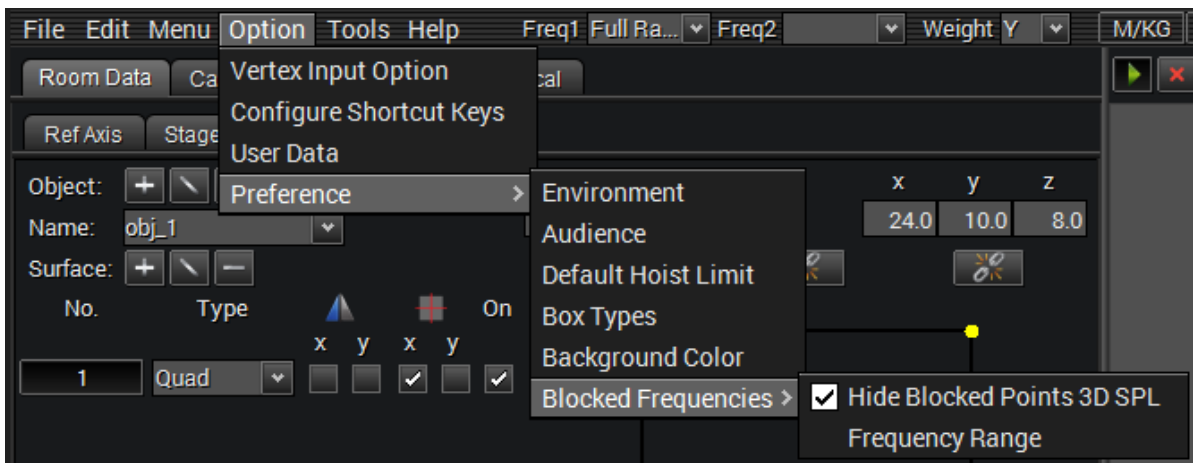 File Edit Menu Option Tools Help Freq1 Full Ra... Freq2 Weight Y M/KG
Room Data Ca cal
Vertex Input Option
Configure Shortcut Keys
Ref Axis Stage
User Data
Object: Preference > Environment x y z
Name: obj_1 Audience 24.0 10.0 8.0
Surface: Default Hoist Limit
No. Type On Box Types
x y x y Background Color
1 Quad Blocked Frequencies > Hide Blocked Points 3D SPL
Frequency Range